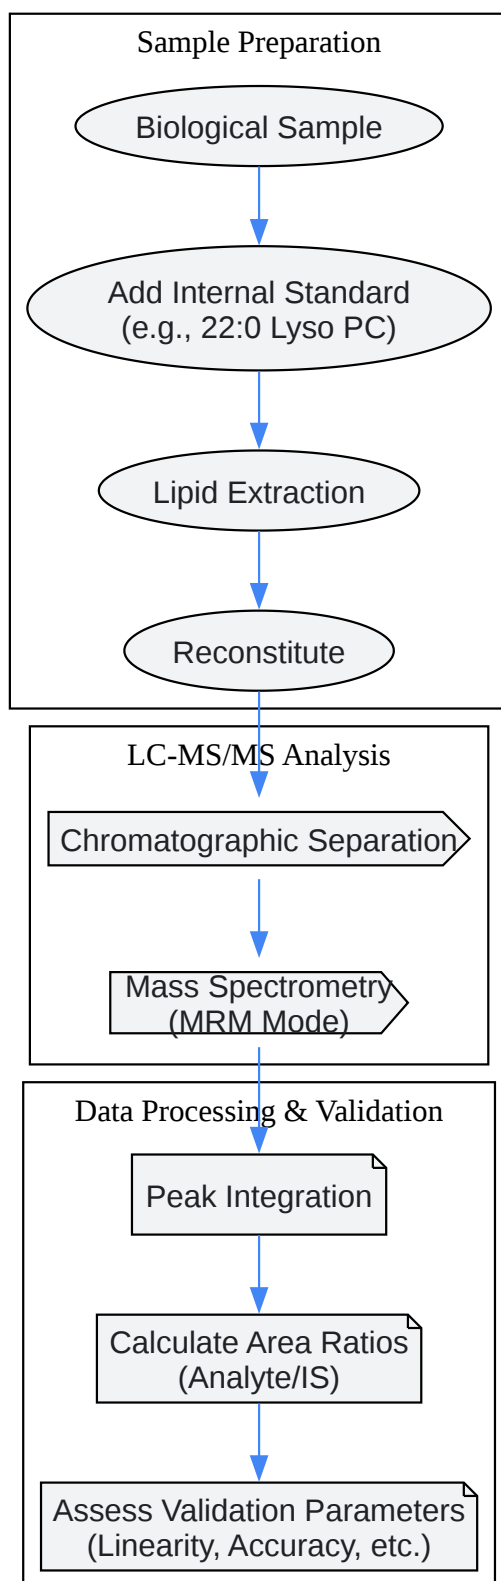 Sample Preparation
Biological Sample
Add Internal Standard
(e.g., 22:0 Lyso PC)
Lipid Extraction
Reconstitute
LC-MS/MS Analysis
Chromatographic Separation
Mass Spectrometry
(MRM Mode)
Data Processing & Validation
Peak Integration
Calculate Area Ratios
(Analyte/IS)
Assess Validation Parameters
(Linearity, Accuracy, etc.)